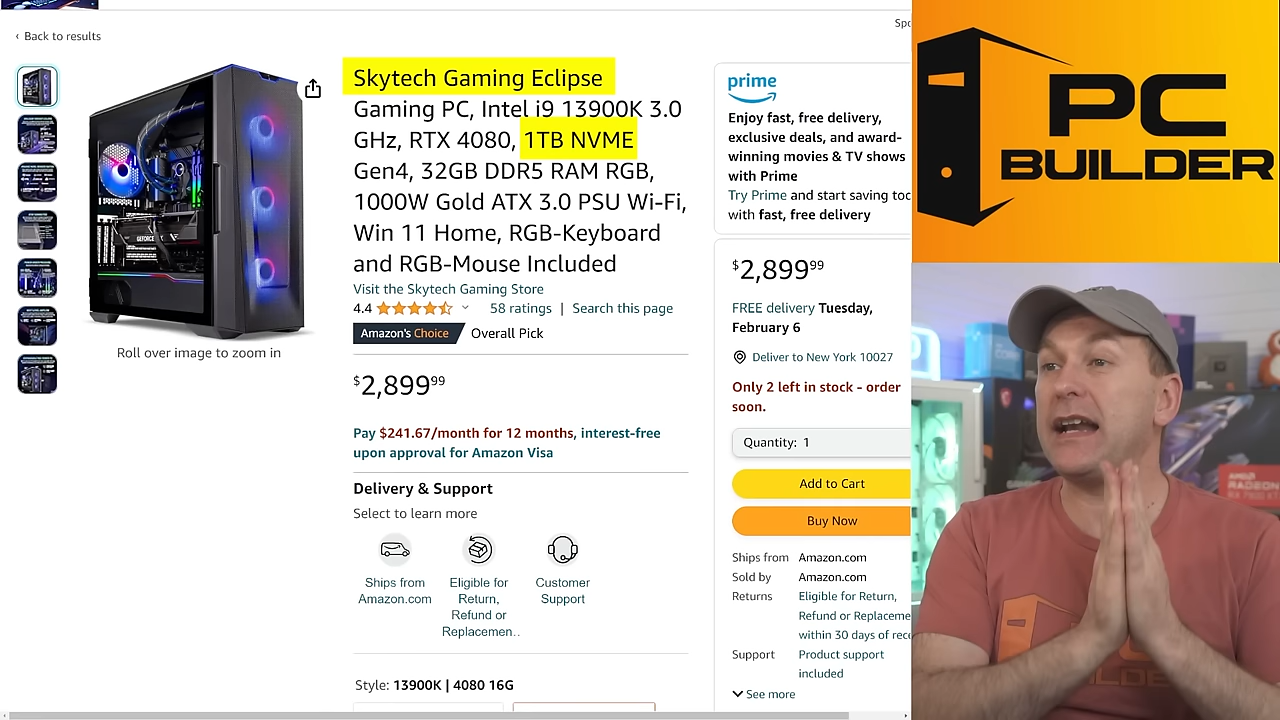 ‹ Back to results
Spo
Skytech Gaming Eclipse
Gaming PC, Intel i9 13900K 3.0
GHz, RTX 4080, 1TB NVME
Gen4, 32GB DDR5 RAM RGB,
1000W Gold ATX 3.0 PSU Wi-Fi,
Win 11 Home, RGB-Keyboard
and RGB-Mouse Included
Visit the Skytech Gaming Store
4.4 58 ratings | Search this page
Amazon's Choice Overall Pick
$2,899.99
Pay $241.67/month for 12 months, interest-free
upon approval for Amazon Visa
Delivery & Support
Select to learn more
Ships from
Amazon.com
Eligible for
Return,
Refund or
Replacemen..
Customer
Support
Style: 13900K | 4080 16G
GEFORCE
Roll over image to zoom in
prime
Enjoy fast, free delivery,
exclusive deals, and award-
winning movies & TV shows
with Prime
Try Prime and start saving tod
with fast, free delivery
$2,899.99
FREE delivery Tuesday,
February 6
Deliver to New York 10027
Only 2 left in stock - order
soon.
Quantity: 1
Add to Cart
Buy Now
Ships from Amazon.com
Sold by Amazon.com
Returns Eligible for Return,
Refund or Replaceme
within 30 days of rece
Support Product support
included
See more
PC
BUILDER
AMD
RADEON
PC
BUILDER